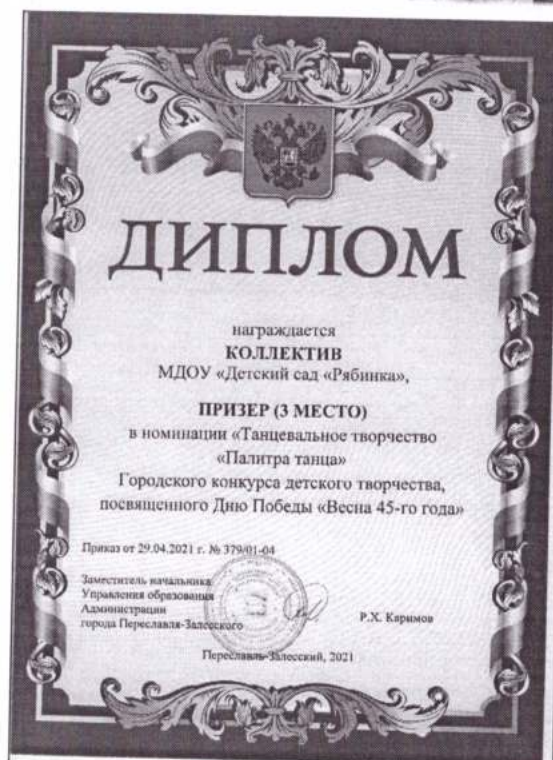 ДИПЛОМ
награждается
КОЛЛЕКТИВ
МДОУ «Детский сад «Рябинка»,
ПРИЗЕР (3 МЕСТО)
в номинации «Танцевальное творчество
«Палитра танца»
Городского конкурса детского творчества,
посвященного Дню Победы «Весна 45-го года»
Приказ от 29.04.2021 г. № 379/01-04
Заместитель начальника
Управления образования
Администрации
города Переславля-Залесского
Р.Х. Каримов
Переславль-Залесский, 2021